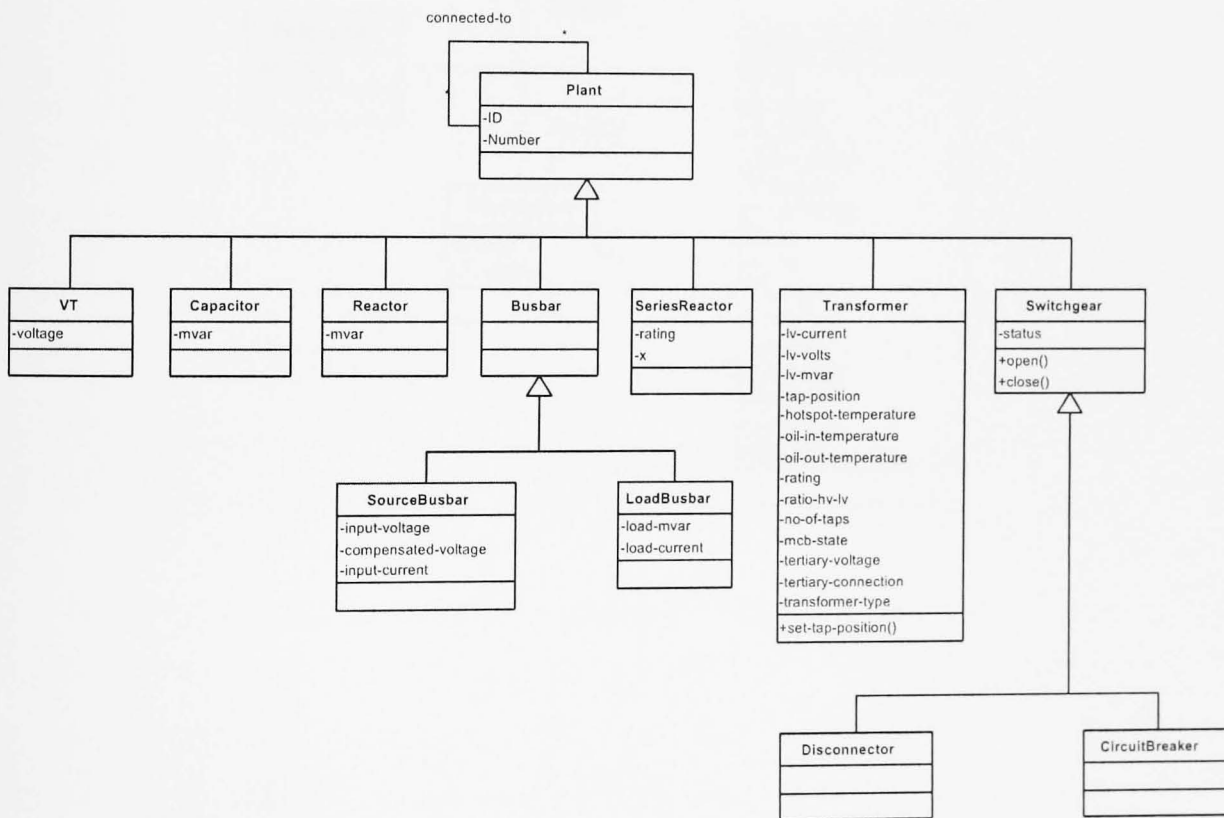 connected-to
*
*
Plant
-ID
-Number
VT
-voltage
Capacitor
-mvar
Reactor
-mvar
Busbar
SeriesReactor
-rating
-x
Transformer
-lv-current
-lv-volts
-lv-mvar
-tap-position
-hotspot-temperature
-oil-in-temperature
-oil-out-temperature
-rating
-ratio-hv-lv
-no-of-taps
-mcb-state
-tertiary-voltage
-tertiary-connection
-transformer-type
+set-tap-position()
Switchgear
-status
+open()
+close()
SourceBusbar
-input-voltage
-compensated-voltage
-input-current
LoadBusbar
-load-mvar
-load-current
Disconnector
CircuitBreaker